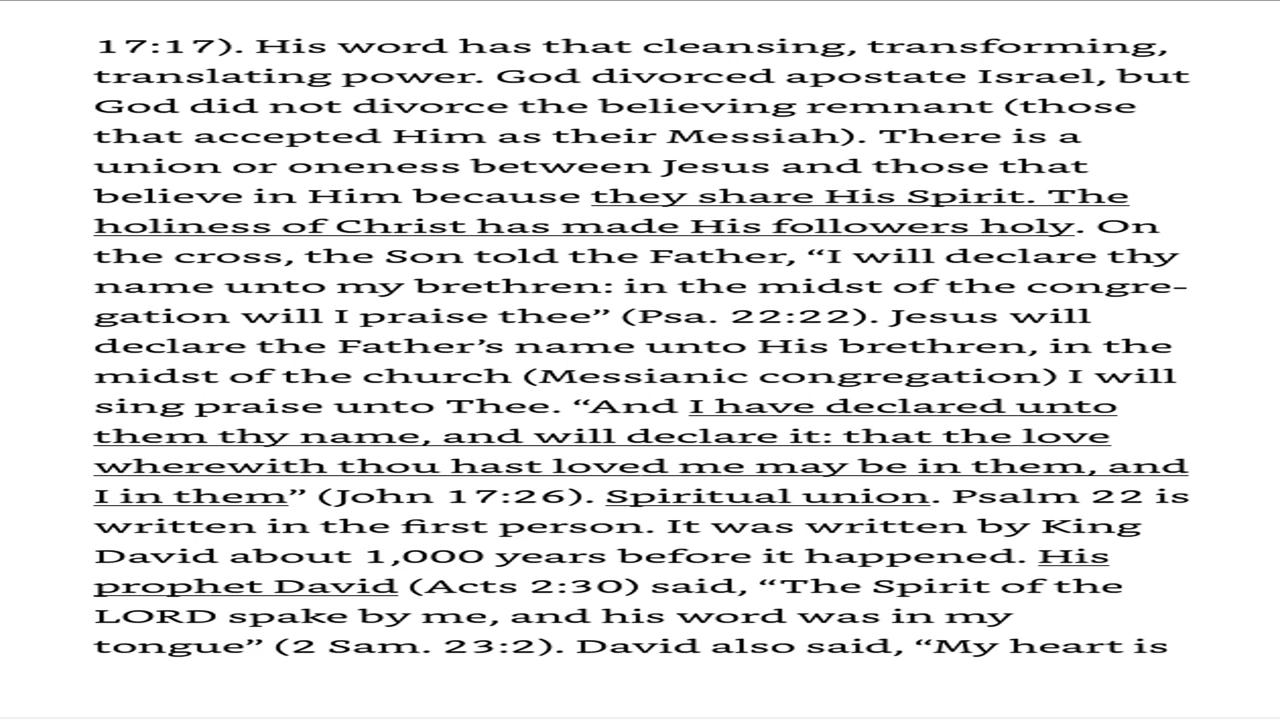 17:17). His word has that cleansing, transforming,
translating power. God divorced apostate Israel, but
God did not divorce the believing remnant (those
that accepted Him as their Messiah). There is a
union or oneness between Jesus and those that
believe in Him because they share His Spirit. The
holiness of Christ has made His followers holy. On
the cross, the Son told the Father, “I will declare thy
name unto my brethren: in the midst of the congre-
gation will I praise thee” (Psa. 22:22). Jesus will
declare the Father’s name unto His brethren, in the
midst of the church (Messianic congregation) I will
sing praise unto Thee. “And I have declared unto
them thy name, and will declare it: that the love
wherewith thou hast loved me may be in them, and
I in them” (John 17:26). Spiritual union. Psalm 22 is
written in the first person. It was written by King
David about 1,000 years before it happened. His
prophet David (Acts 2:30) said, “The Spirit of the
LORD spake by me, and his word was in my
tongue” (2 Sam. 23:2). David also said, “My heart is